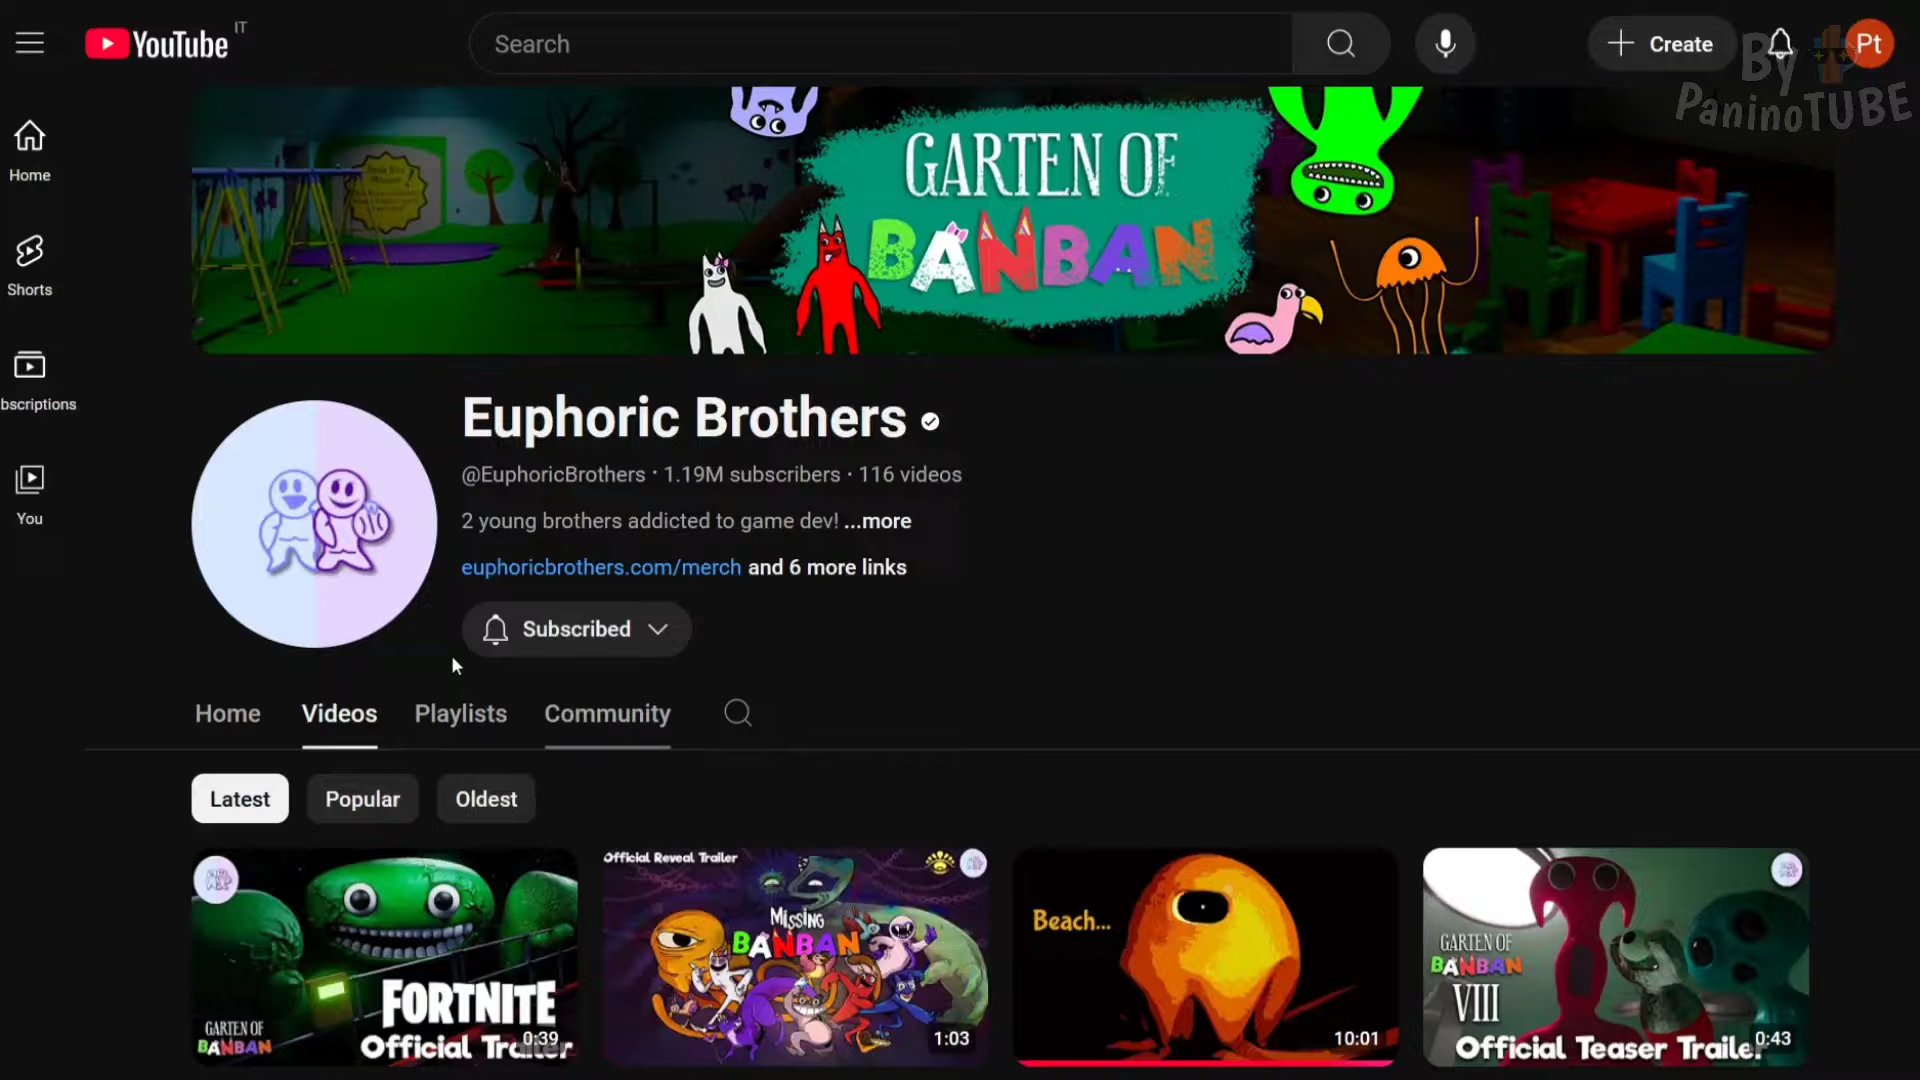 YouTube IT
Search
Create
Pt
By
PaninoTUBE
Home
Shorts
bscriptions
You
GARTEN OF
BANBAN
Euphoric Brothers
@EuphoricBrothers · 1.19M subscribers · 116 videos
2 young brothers addicted to game dev! ...more
euphoricbrothers.com/merch and 6 more links
Subscribed
Home Videos Playlists Community
Latest Popular Oldest
GARTEN OF
BANBAN
FORTNITE
Official Trailer
0:39
Official Reveal Trailer
MISSING
BANBAN
1:03
Beach...
10:01
GARTEN OF
BANBAN
VIII
Official Teaser Trailer
0:43